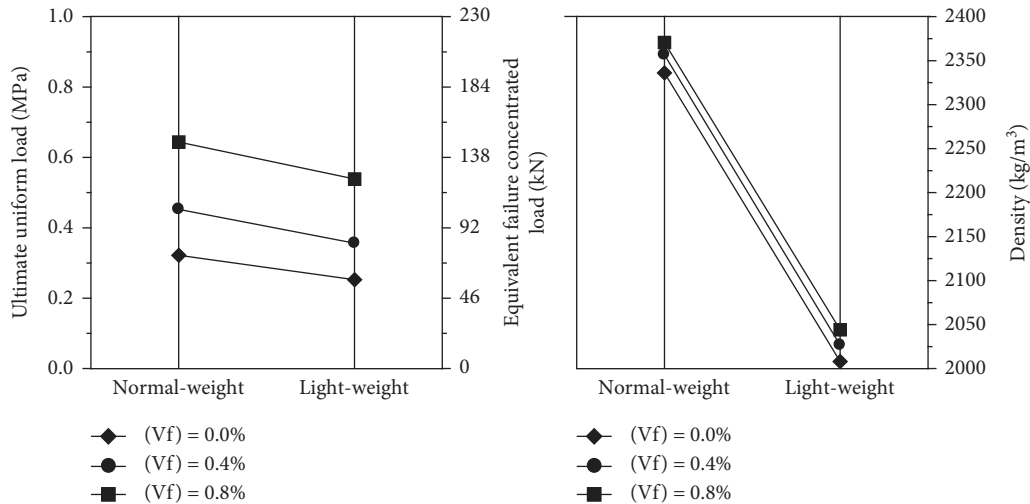 Ultimate uniform load (MPa)
1.0
0.8
0.6
0.4
0.2
0.0
Normal-weight
Light-weight
230
184
138
92
46
0
Equivalent failure concentrated
load (kN)
(Vf) = 0.0%
(Vf) = 0.4%
(Vf) = 0.8%
2400
2350
2300
2250
2200
2150
2100
2050
2000
Density (kg/m³)
Normal-weight
Light-weight
(Vf) = 0.0%
(Vf) = 0.4%
(Vf) = 0.8%